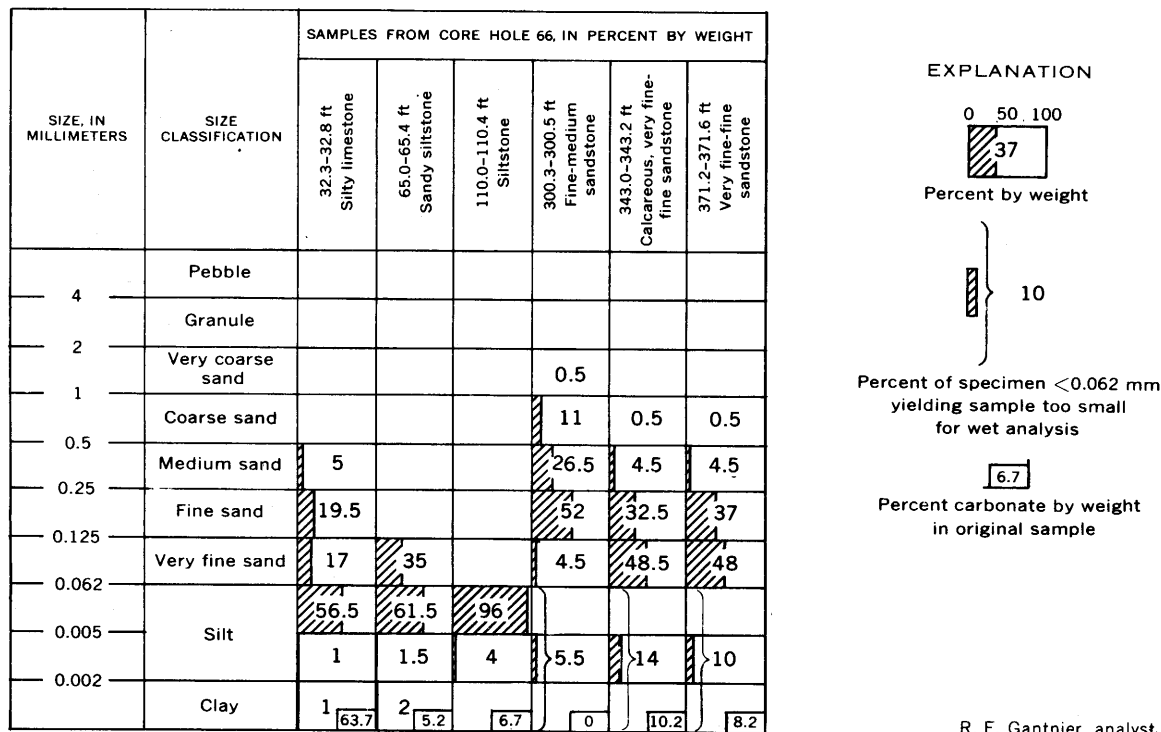 SAMPLES FROM CORE HOLE 66, IN PERCENT BY WEIGHT
SIZE, IN
MILLIMETERS
SIZE
CLASSIFICATION
32.3–32.8 ft
Silty limestone
65.0–65.4 ft
Sandy siltstone
110.0–110.4 ft
Siltstone
300.3–300.5 ft
Fine-medium
sandstone
343.0–343.2 ft
Calcareous, very fine-
fine sandstone
371.2–371.6 ft
Very fine-fine
sandstone
Pebble
4
Granule
2
Very coarse
sand
0.5
1
Coarse sand
11 0.5 0.5
0.5
Medium sand
5 26.5 4.5 4.5
0.25
Fine sand
19.5 52 32.5 37
0.125
Very fine sand
17 35 4.5 48.5 48
0.062
56.5 61.5 96
0.005
Silt
1 1.5 4 5.5 14 10
0.002
Clay
1 2
63.7 5.2 6.7 0 10.2 8.2
EXPLANATION
0 50 100
37
Percent by weight
10
Percent of specimen <0.062 mm
yielding sample too small
for wet analysis
6.7
Percent carbonate by weight
in original sample
R. F. Gantnier, analyst.